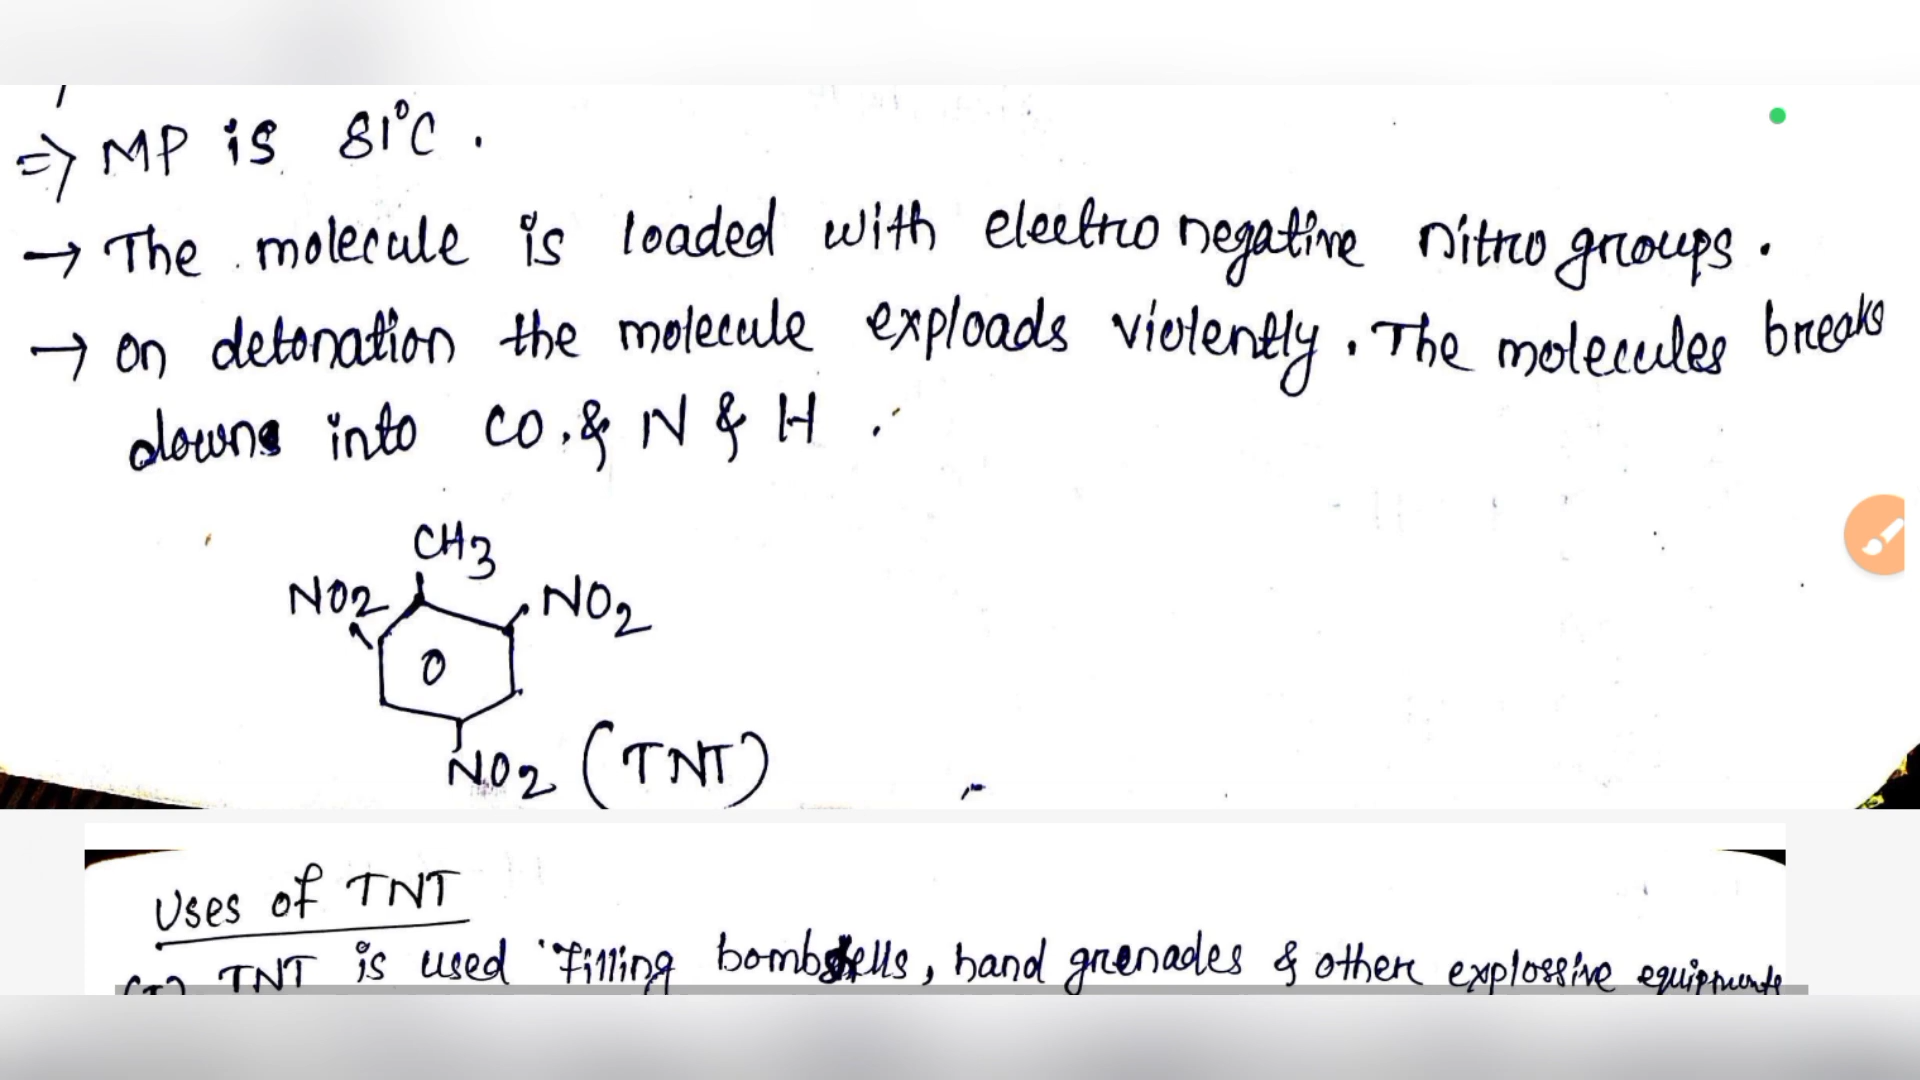 => MP is 81°C.
→ The molecule is loaded with electronegative nitro groups.
→ on detonation the molecule exploads violently. The molecules breaks
downs into CO. & N & H.
CH3
NO2 NO2
NO2 (TNT)
Uses of TNT
(I) TNT is used filling bombshells, hand grenades & other explossive equipments